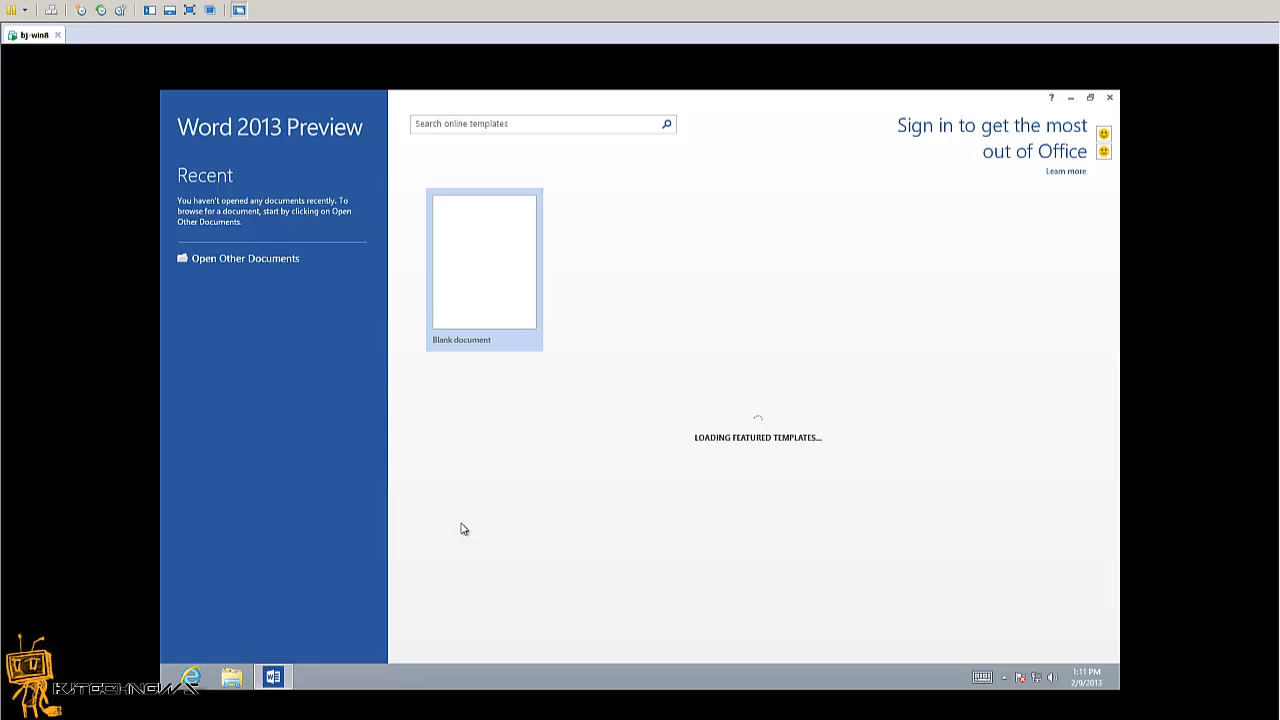 bj-win8
Word 2013 Preview
Search online templates
Sign in to get the most
out of Office
Learn more
Recent
You haven't opened any documents recently. To
browse for a document, start by clicking on Open
Other Documents.
Open Other Documents
Blank document
LOADING FEATURED TEMPLATES...
1:11 PM
2/9/2013